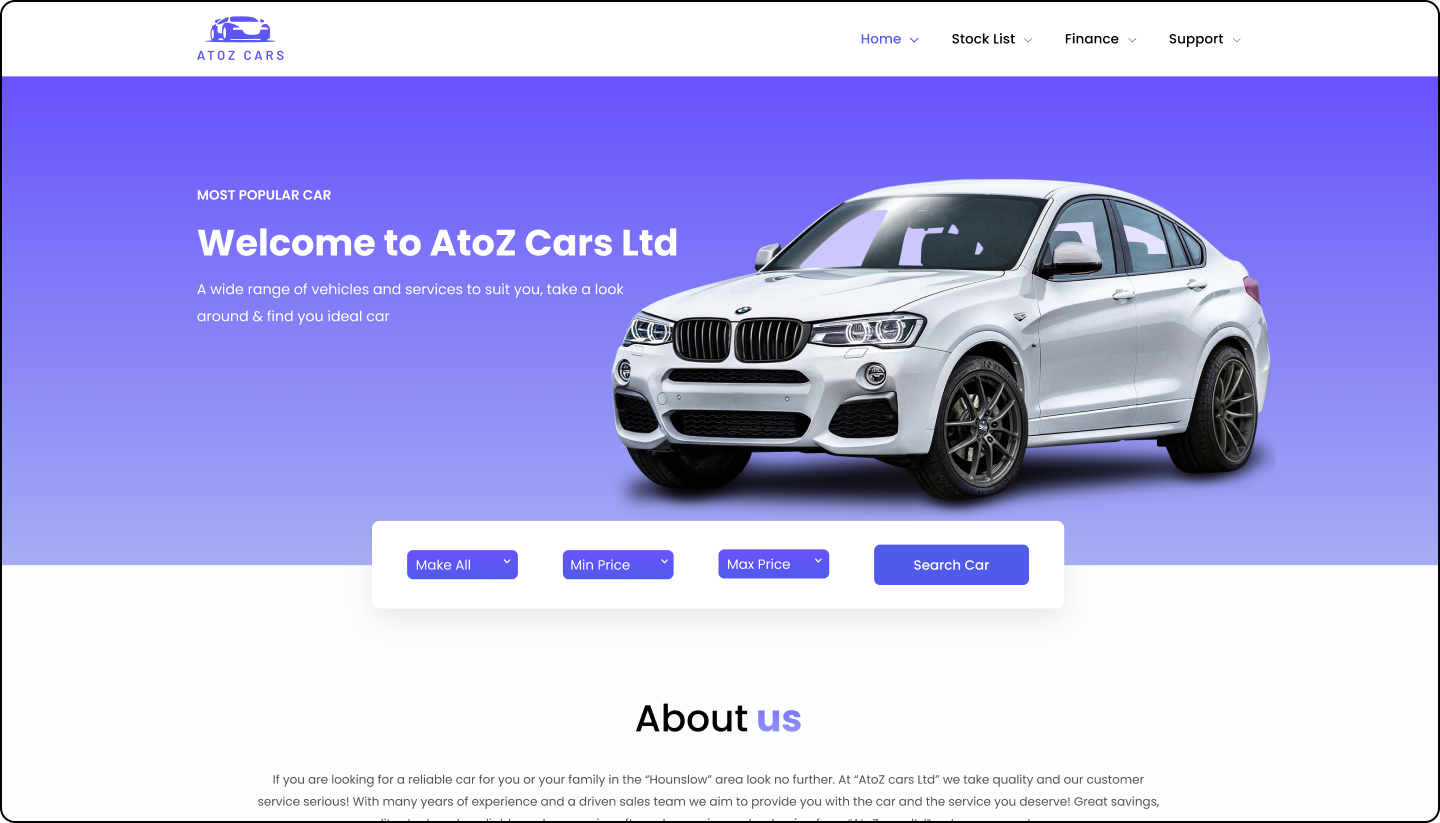 ATOZ CARS
Home
Stock List
Finance
Support
MOST POPULAR CAR
Welcome to AtoZ Cars Ltd
A wide range of vehicles and services to suit you, take a look
around & find you ideal car
Make All
Min Price
Max Price
Search Car
About us
If you are looking for a reliable car for you or your family in the “Hounslow” area look no further. At “AtoZ cars Ltd” we take quality and our customer
service serious! With many years of experience and a driven sales team we aim to provide you with the car and the service you deserve! Great savings,